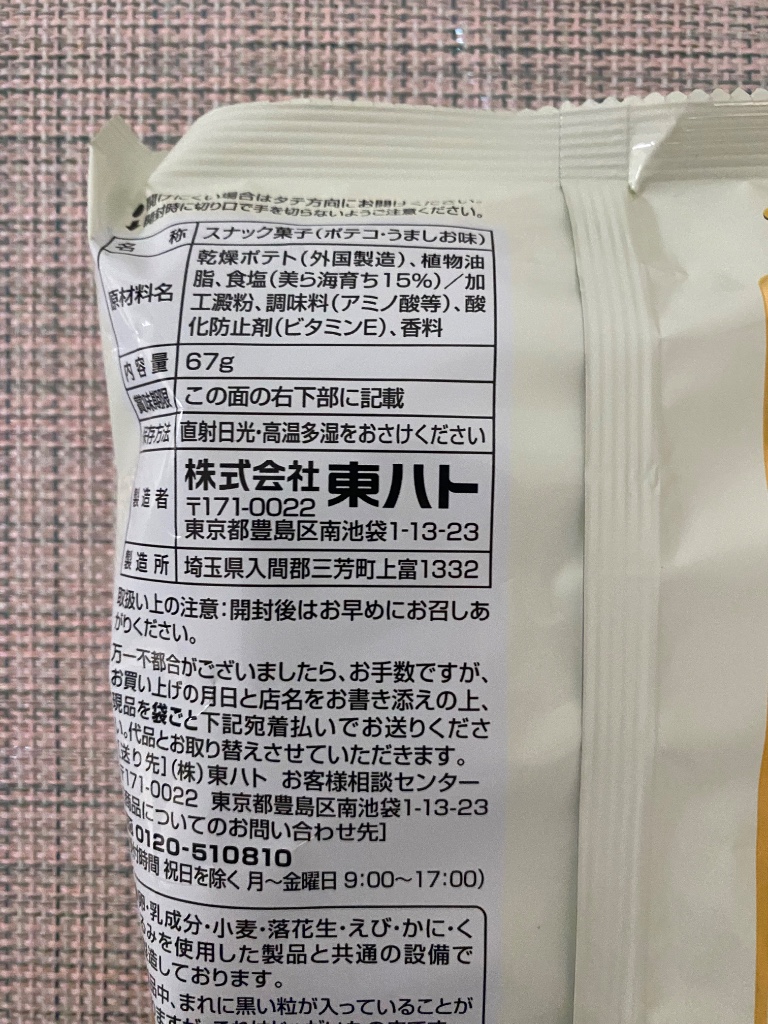 場合はタテ方向にお開け
開封時に切り口で手を切らないようご注意ください。
名 称 スナック菓子(ポテコ・うましお味)
原材料名 乾燥ポテト(外国製造)、植物油
脂、食塩(美ら海育ち15%)/加
工澱粉、調味料(アミノ酸等)、酸
化防止剤(ビタミンE)、香料
内容量 67g
賞味期限 この面の右下部に記載
保存方法 直射日光・高温多湿をおさけください
製造者 株式会社 東ハト
〒171-0022
東京都豊島区南池袋1-13-23
製造所 埼玉県入間郡三芳町上富1332
取扱い上の注意:開封後はお早めにお召しあ
がりください。
万一不都合がございましたら、お手数ですが、
お買い上げの月日と店名をお書き添えの上、
現品を袋ごと下記宛着払いでお送りくださ
い。代品とお取り替えさせていただきます。
[送り先](株)東ハト お客様相談センター
〒171-0022 東京都豊島区南池袋1-13-23
商品についてのお問い合わせ先]
0120-510810
付時間 祝日を除く 月〜金曜日 9:00〜17:00)
卵・乳成分・小麦・落花生・えび・かに・く
るみを使用した製品と共通の設備で
造しております。
品中、まれに黒い粒が入っていることが